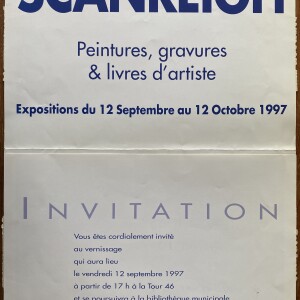 SCANREIGH
Peintures, gravures
& livres d'artiste
Expositions du 12 Septembre au 12 Octobre 1997
INVITATION
Vous êtes cordialement invité
au vernissage
qui aura lieu
le vendredi 12 septembre 1997
à partir de 17 h à la Tour 46
et se poursuivra à la bibliothèque municipale